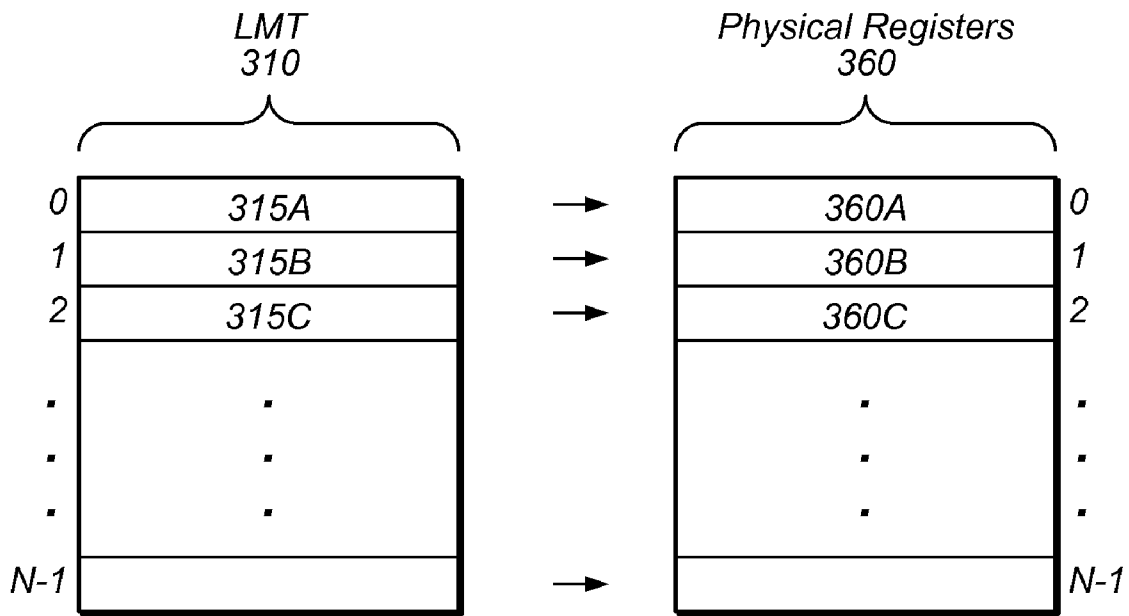 LMT
310
Physical Registers
360
0 315A 360A 0
1 315B 360B 1
2 315C 360C 2
. . . .
. . . .
. . . .
N-1 N-1